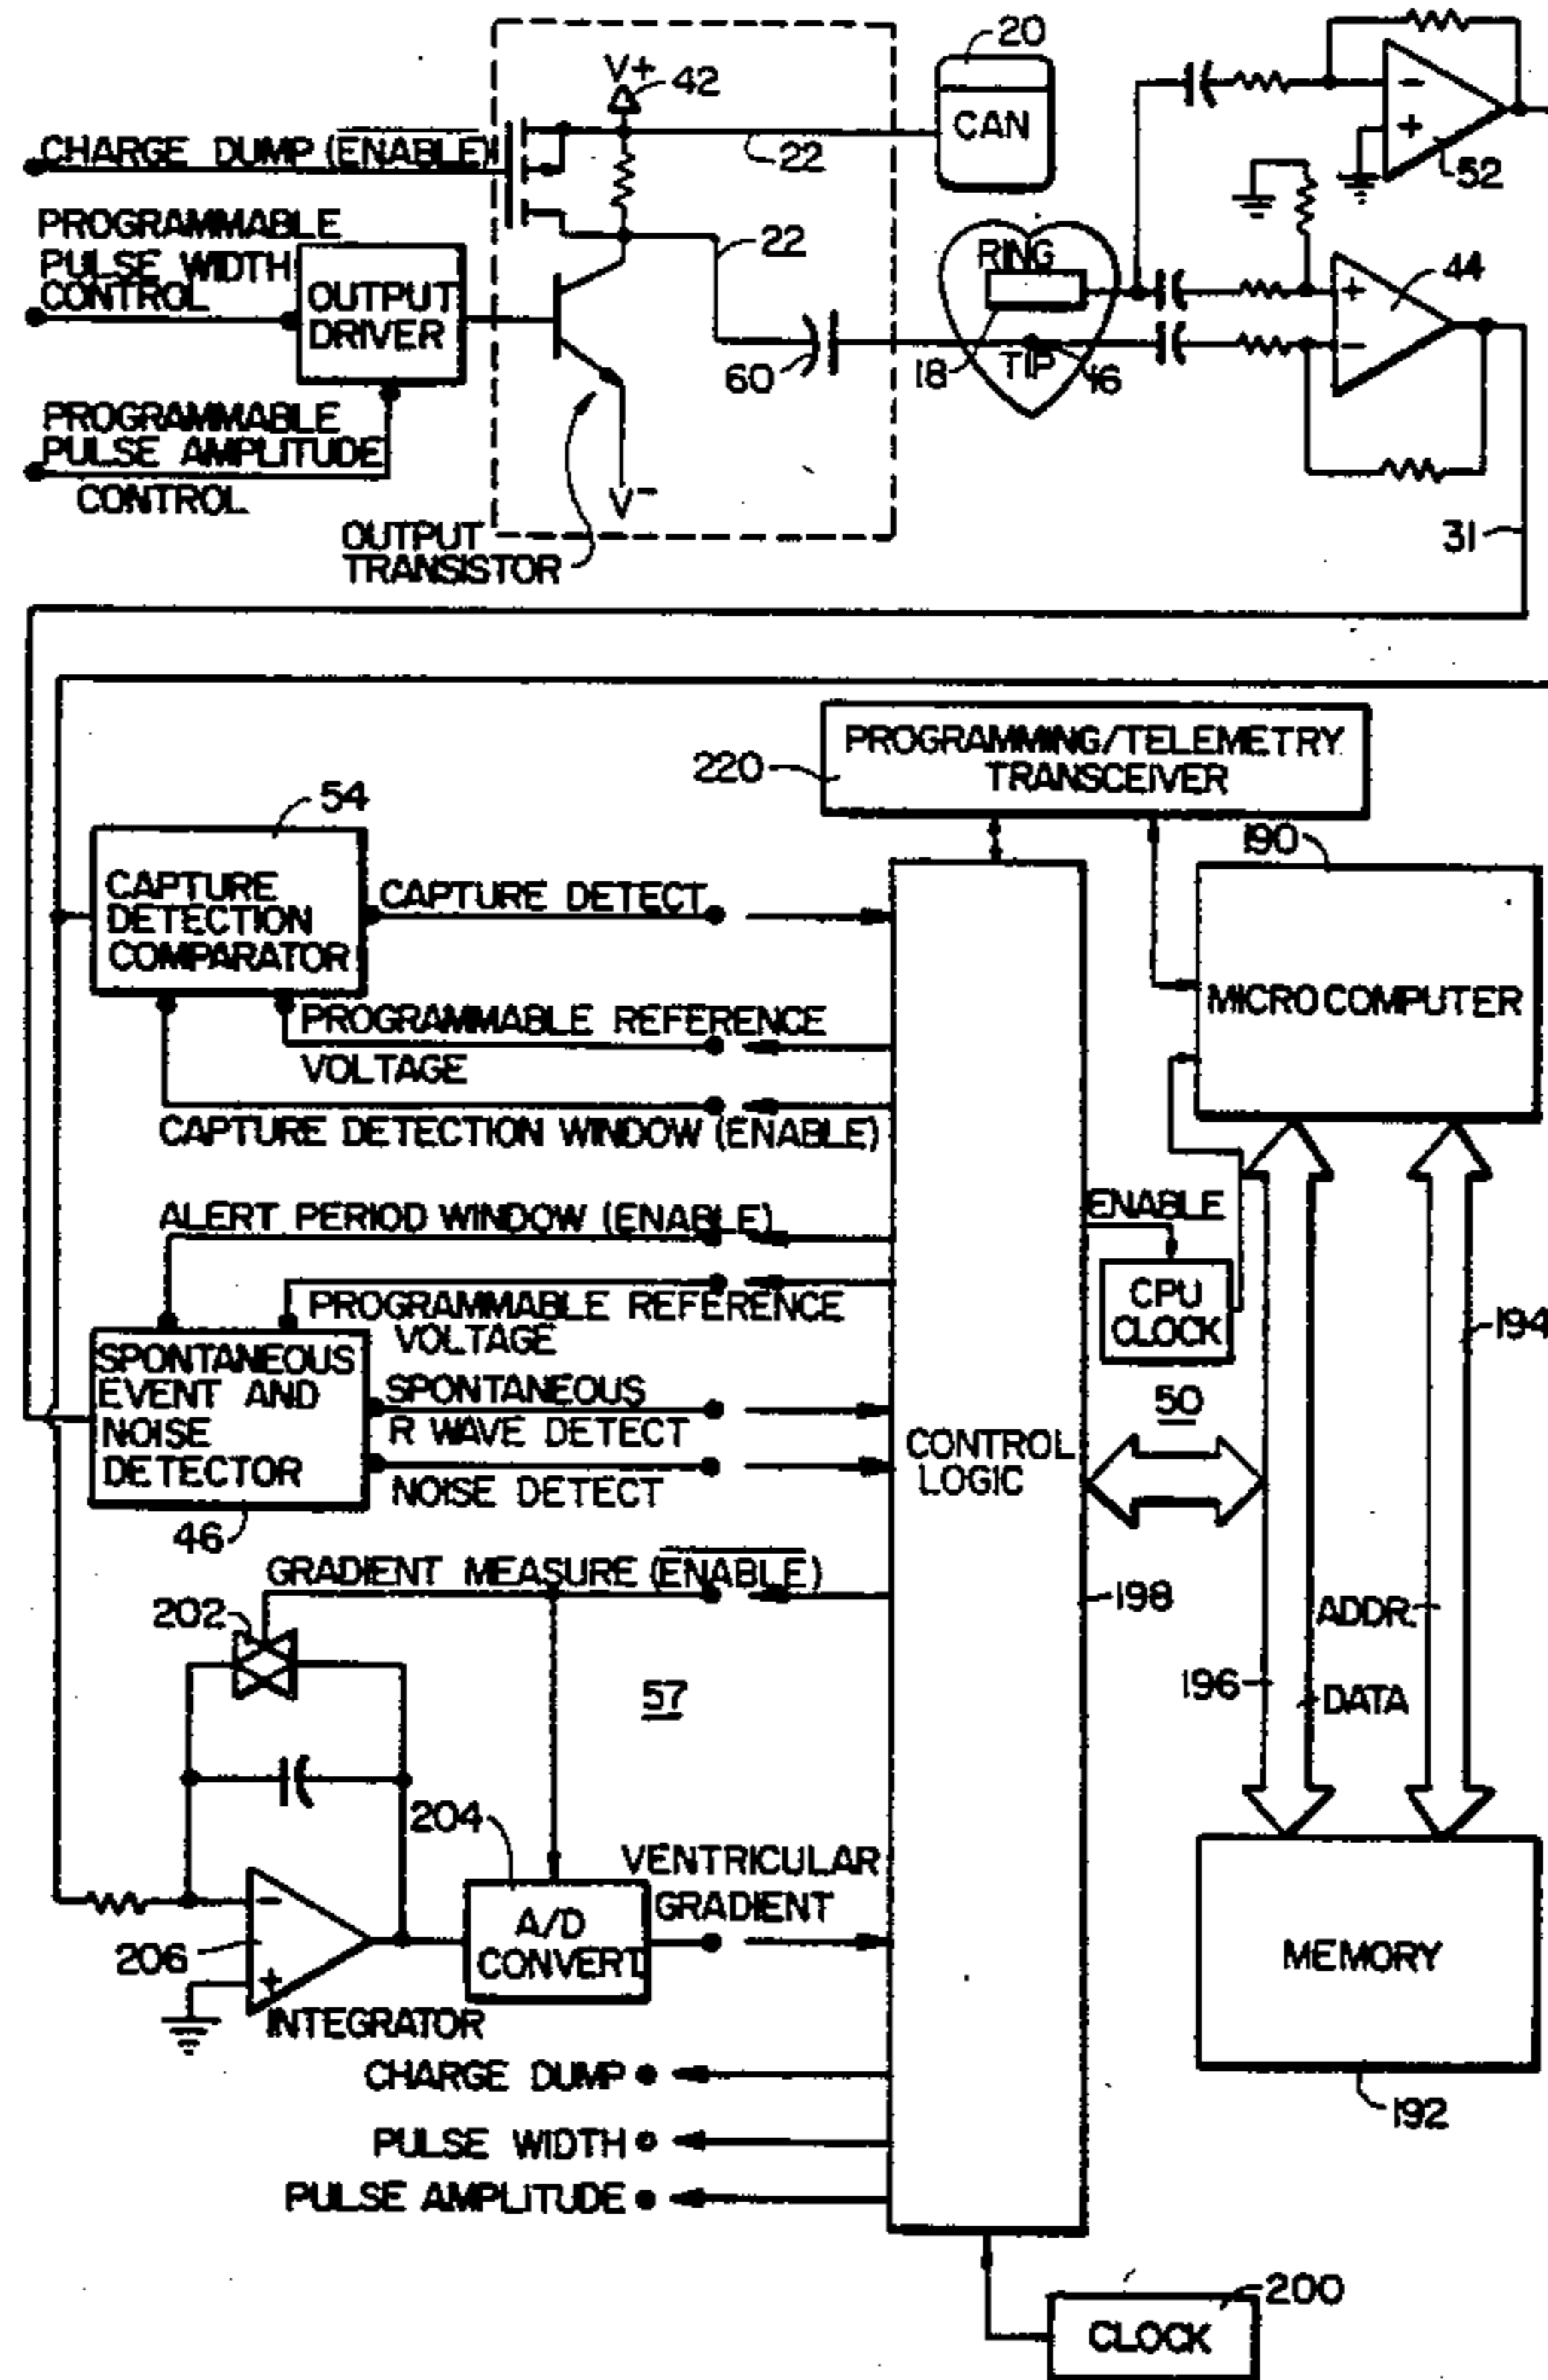 20
V+
42
CAN
CHARGE DUMP (ENABLE)
22
52
PROGRAMMABLE
PULSE WIDTH
CONTROL
OUTPUT
DRIVER
22
RING
44
+
-
-
+
60
18
TIP
16
PROGRAMMABLE
PULSE AMPLITUDE
CONTROL
V-
OUTPUT
TRANSISTOR
31
PROGRAMMING/TELEMETRY
TRANSCEIVER
220
54
190
CAPTURE
DETECTION
COMPARATOR
CAPTURE DETECT
MICROCOMPUTER
PROGRAMMABLE REFERENCE
VOLTAGE
CAPTURE DETECTION WINDOW (ENABLE)
ALERT PERIOD WINDOW (ENABLE)
ENABLE
PROGRAMMABLE REFERENCE
VOLTAGE
CPU
CLOCK
194
SPONTANEOUS
EVENT AND
NOISE
DETECTOR
SPONTANEOUS
R WAVE DETECT
NOISE DETECT
50
CONTROL
LOGIC
46
GRADIENT MEASURE (ENABLE)
202
198
ADDR.
57
196
DATA
204
VENTRICULAR
GRADIENT
-
+
206
A/D
CONVERT
INTEGRATOR
MEMORY
CHARGE DUMP
192
PULSE WIDTH
PULSE AMPLITUDE
200
CLOCK